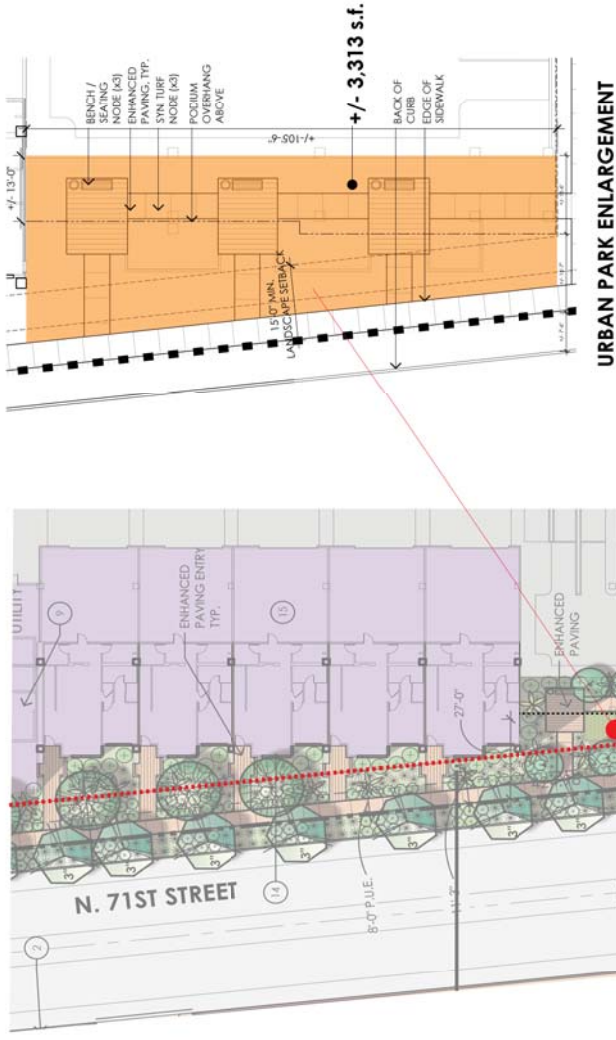 +/- 13'-0"
BENCH /
SEATING
NODE (x3)
ENHANCED
PAVING, TYP.
SYN TURF
NODE (x3)
PODIUM
OVERHANG
ABOVE
+/-105'-6"
+/- 3,313 s.f.
BACK OF
CURB
EDGE OF
SIDEWALK
15'-0" MIN.
LANDSCAPE SETBACK
URBAN PARK ENLARGEMENT
UTILITY
9
ENHANCED
PAVING ENTRY
TYP.
15
ENHANCED
PAVING
27'-0"
3"
3"
3"
3"
3"
3"
3"
N. 71ST STREET
14
8'-0" P.U.E.
2